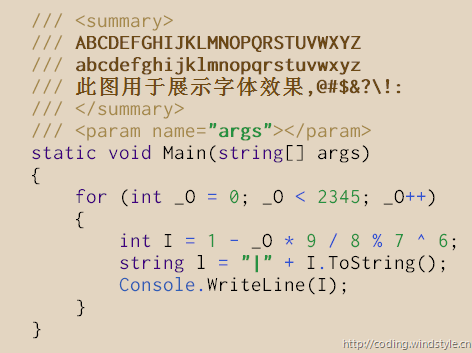 /// <summary>
/// ABCDEFGHIJKLMNOPQRSTUVWXYZ
/// abcdefghijklmnopqrstuvwxyz
/// 此图用于展示字体效果,@#$&?\!:
/// </summary>
/// <param name="args"></param>
static void Main(string[] args)
{
    for (int _O = 0; _O < 2345; _O++)
    {
        int I = 1 - _O * 9 / 8 % 7 ^ 6;
        string l = "|" + I.ToString();
        Console.WriteLine(I);
    }
}
http://coding.windstyle.cn